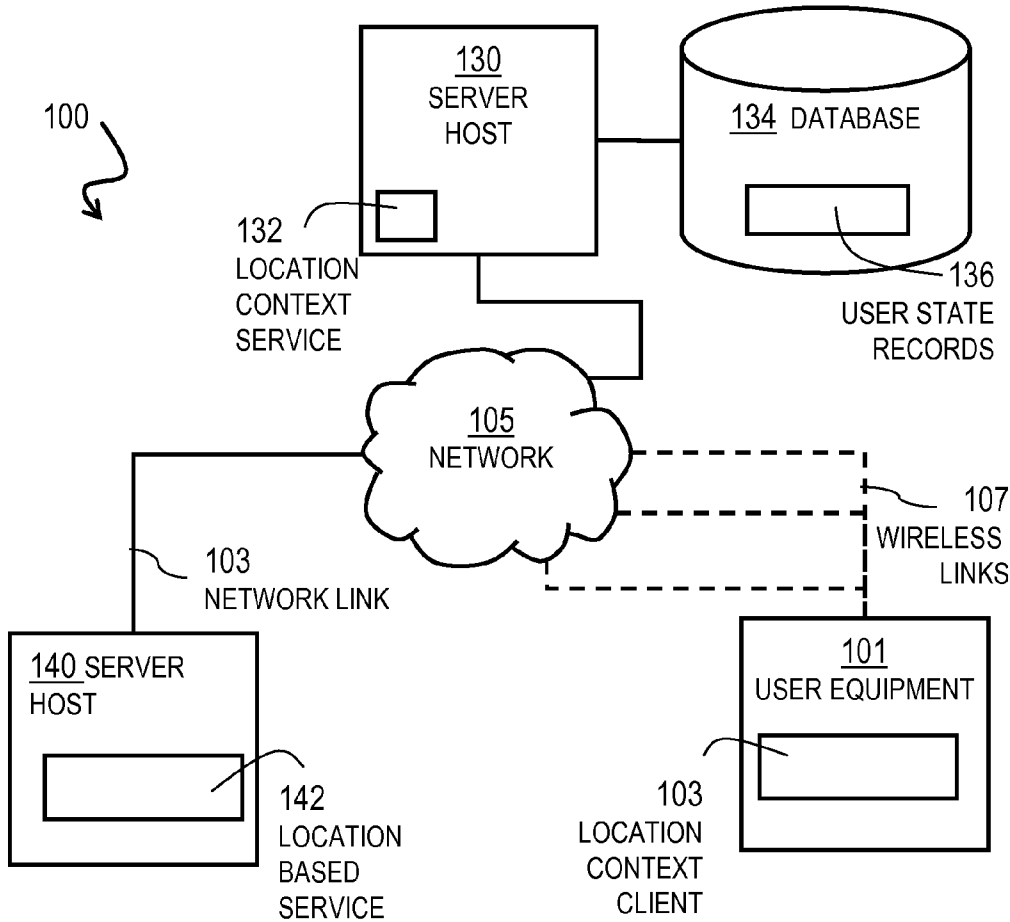 130
SERVER
HOST
134 DATABASE
100
132
LOCATION
CONTEXT
SERVICE
136
USER STATE
RECORDS
105
NETWORK
107
WIRELESS
LINKS
103
NETWORK LINK
140 SERVER
HOST
101
USER EQUIPMENT
142
LOCATION
BASED
SERVICE
103
LOCATION
CONTEXT
CLIENT